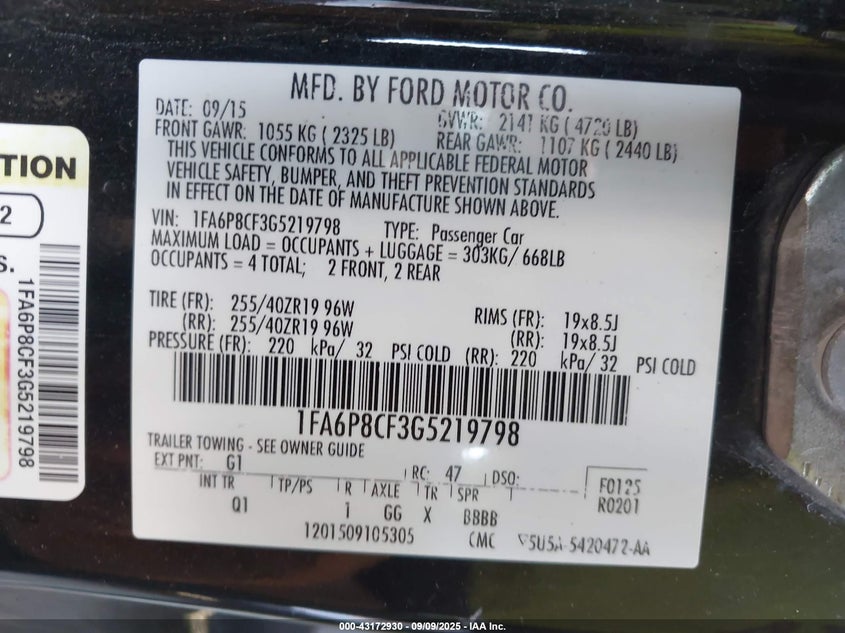 MFD. BY FORD MOTOR CO.
DATE: 09/15 GVWR: 2141 KG ( 4720 LB)
FRONT GAWR: 1055 KG ( 2325 LB) REAR GAWR: 1107 KG ( 2440 LB)
THIS VEHICLE CONFORMS TO ALL APPLICABLE FEDERAL MOTOR
VEHICLE SAFETY, BUMPER, AND THEFT PREVENTION STANDARDS
IN EFFECT ON THE DATE OF MANUFACTURE SHOWN ABOVE.
VIN: 1FA6P8CF3G5219798 TYPE: Passenger Car
MAXIMUM LOAD = OCCUPANTS + LUGGAGE = 303KG/ 668LB
OCCUPANTS = 4 TOTAL; 2 FRONT, 2 REAR
TIRE (FR): 255/40ZR19 96W RIMS (FR): 19x8.5J
(RR): 255/40ZR19 96W (RR): 19x8.5J
PRESSURE (FR): 220 kPa/ 32 PSI COLD (RR): 220 kPa/ 32 PSI COLD
1FA6P8CF3G5219798
TRAILER TOWING - SEE OWNER GUIDE
EXT PNT: G1 RC: 47 DSO: F0125
INT TR TP/PS R AXLE TR SPR R0201
Q1 1 GG X BBBB
1201509105305 CMC 5U5A-5420472-AA
TION
2
S.
1FA6P8CF3G5219798
000-43172930 - 09/09/2025 - IAA Inc.